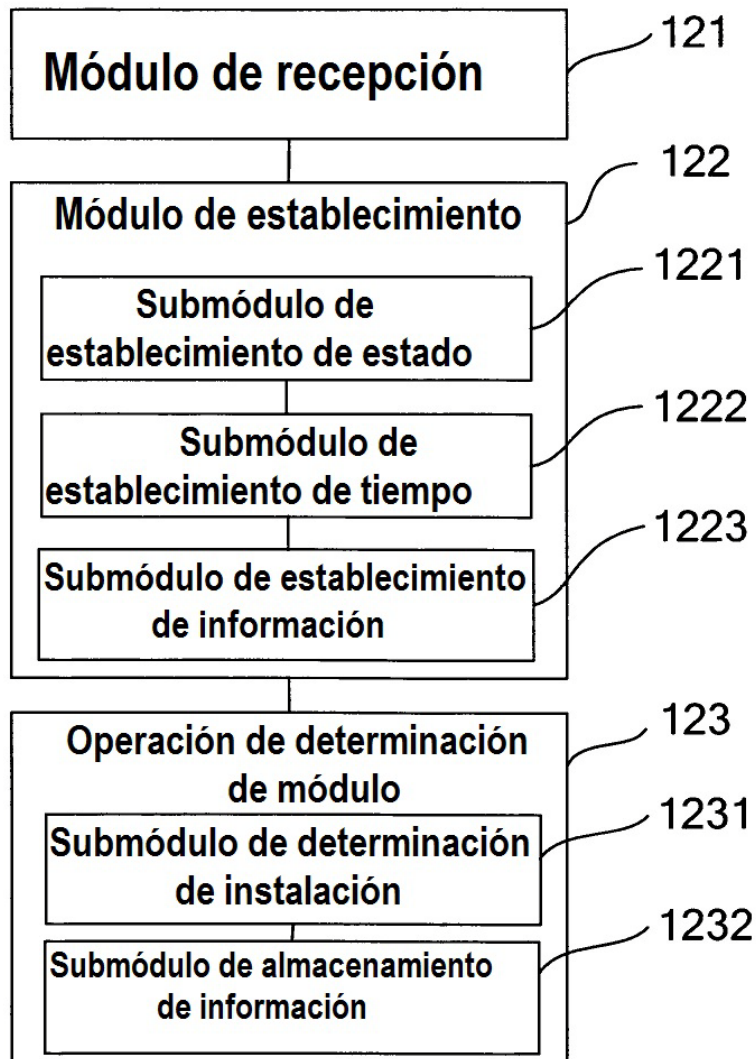 Módulo de recepción
121
122
Módulo de establecimiento
1221
Submódulo de
establecimiento de estado
1222
Submódulo de
establecimiento de tiempo
1223
Submódulo de establecimiento
de información
123
Operación de determinación
de módulo
1231
Submódulo de determinación
de instalación
1232
Submódulo de almacenamiento
de información